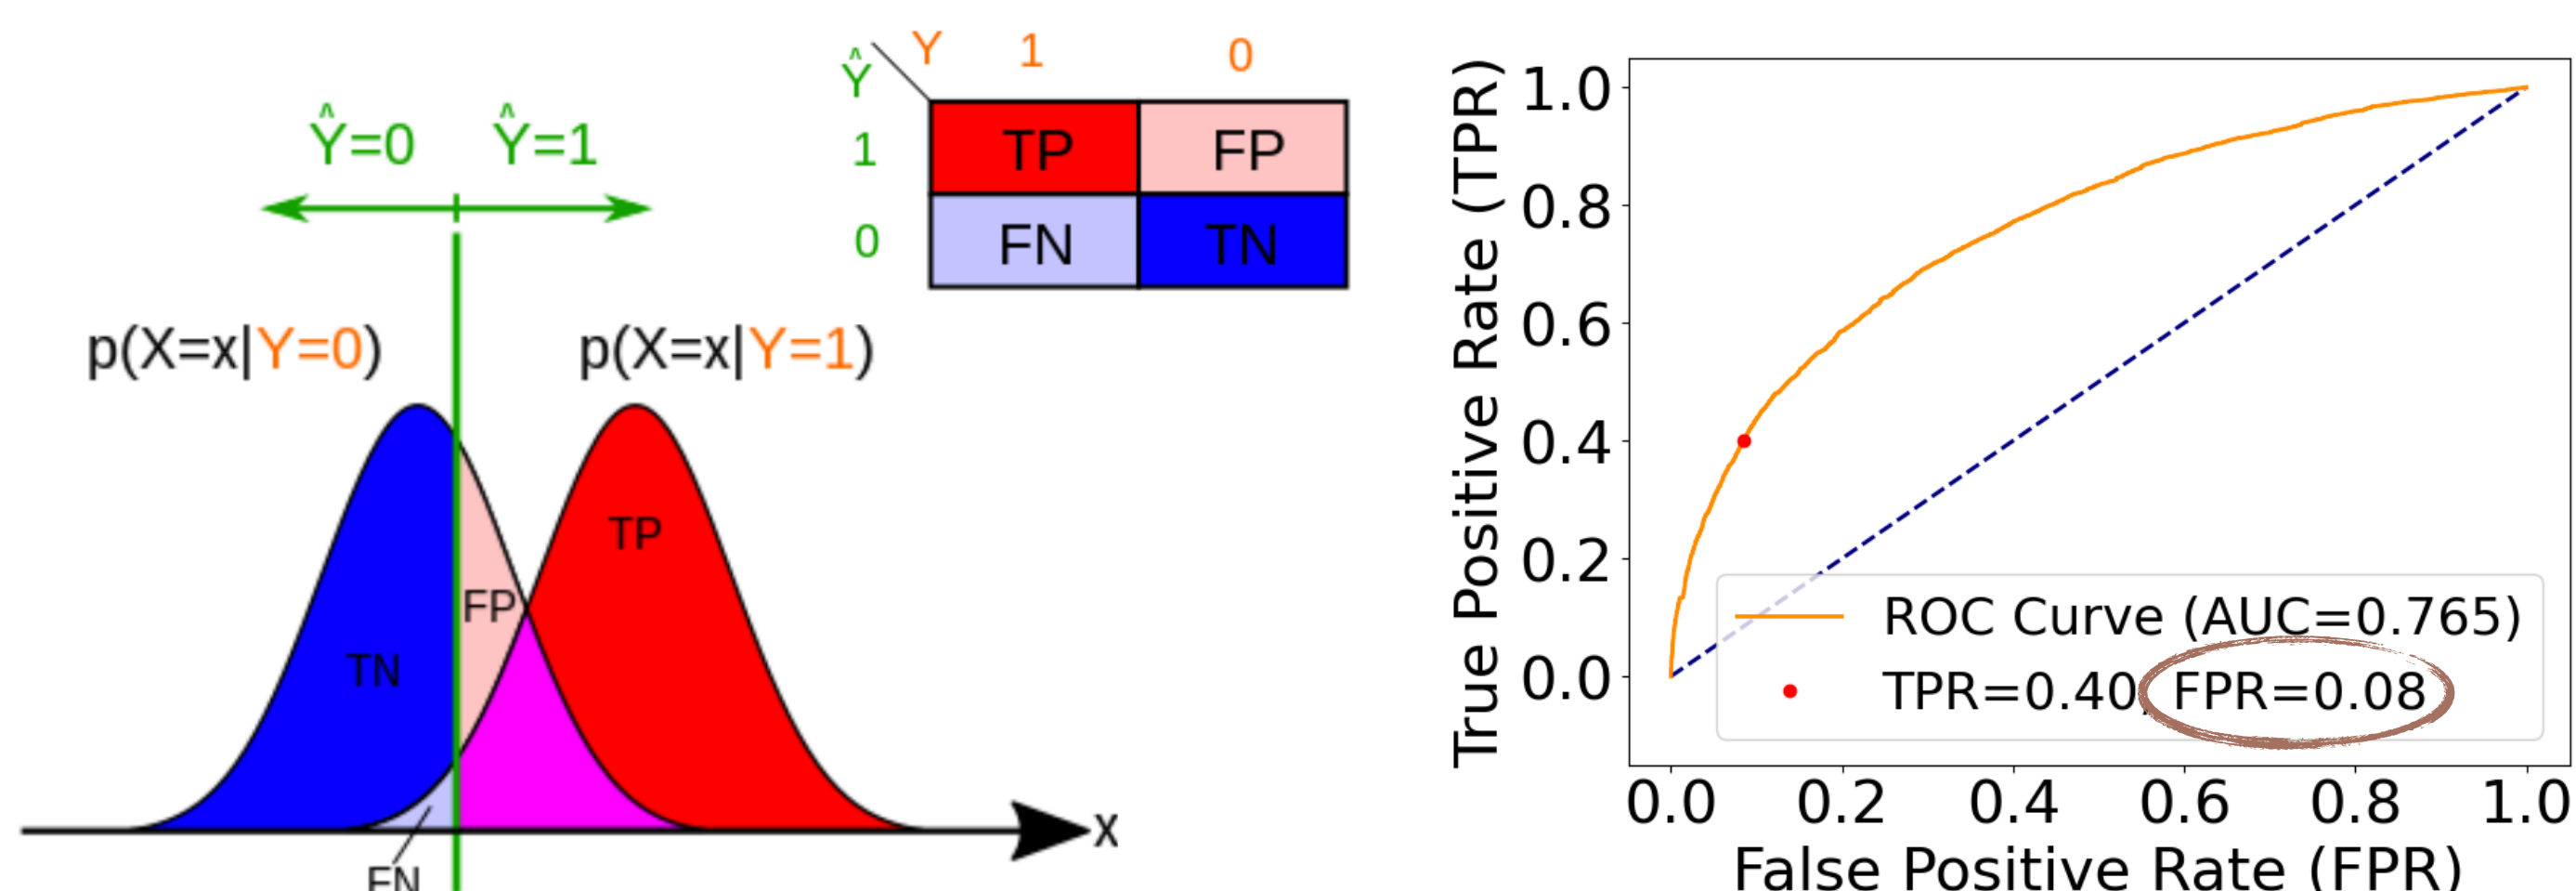 Ŷ=0 Ŷ=1
p(X=x|Y=0) p(X=x|Y=1)
TN
FP
TP
FN
X
Ŷ Y 1 0
1 TP FP
0 FN TN
True Positive Rate (TPR)
1.0
0.8
0.6
0.4
0.2
0.0
ROC Curve (AUC=0.765)
TPR=0.40, FPR=0.08
0.0 0.2 0.4 0.6 0.8 1.0
False Positive Rate (FPR)